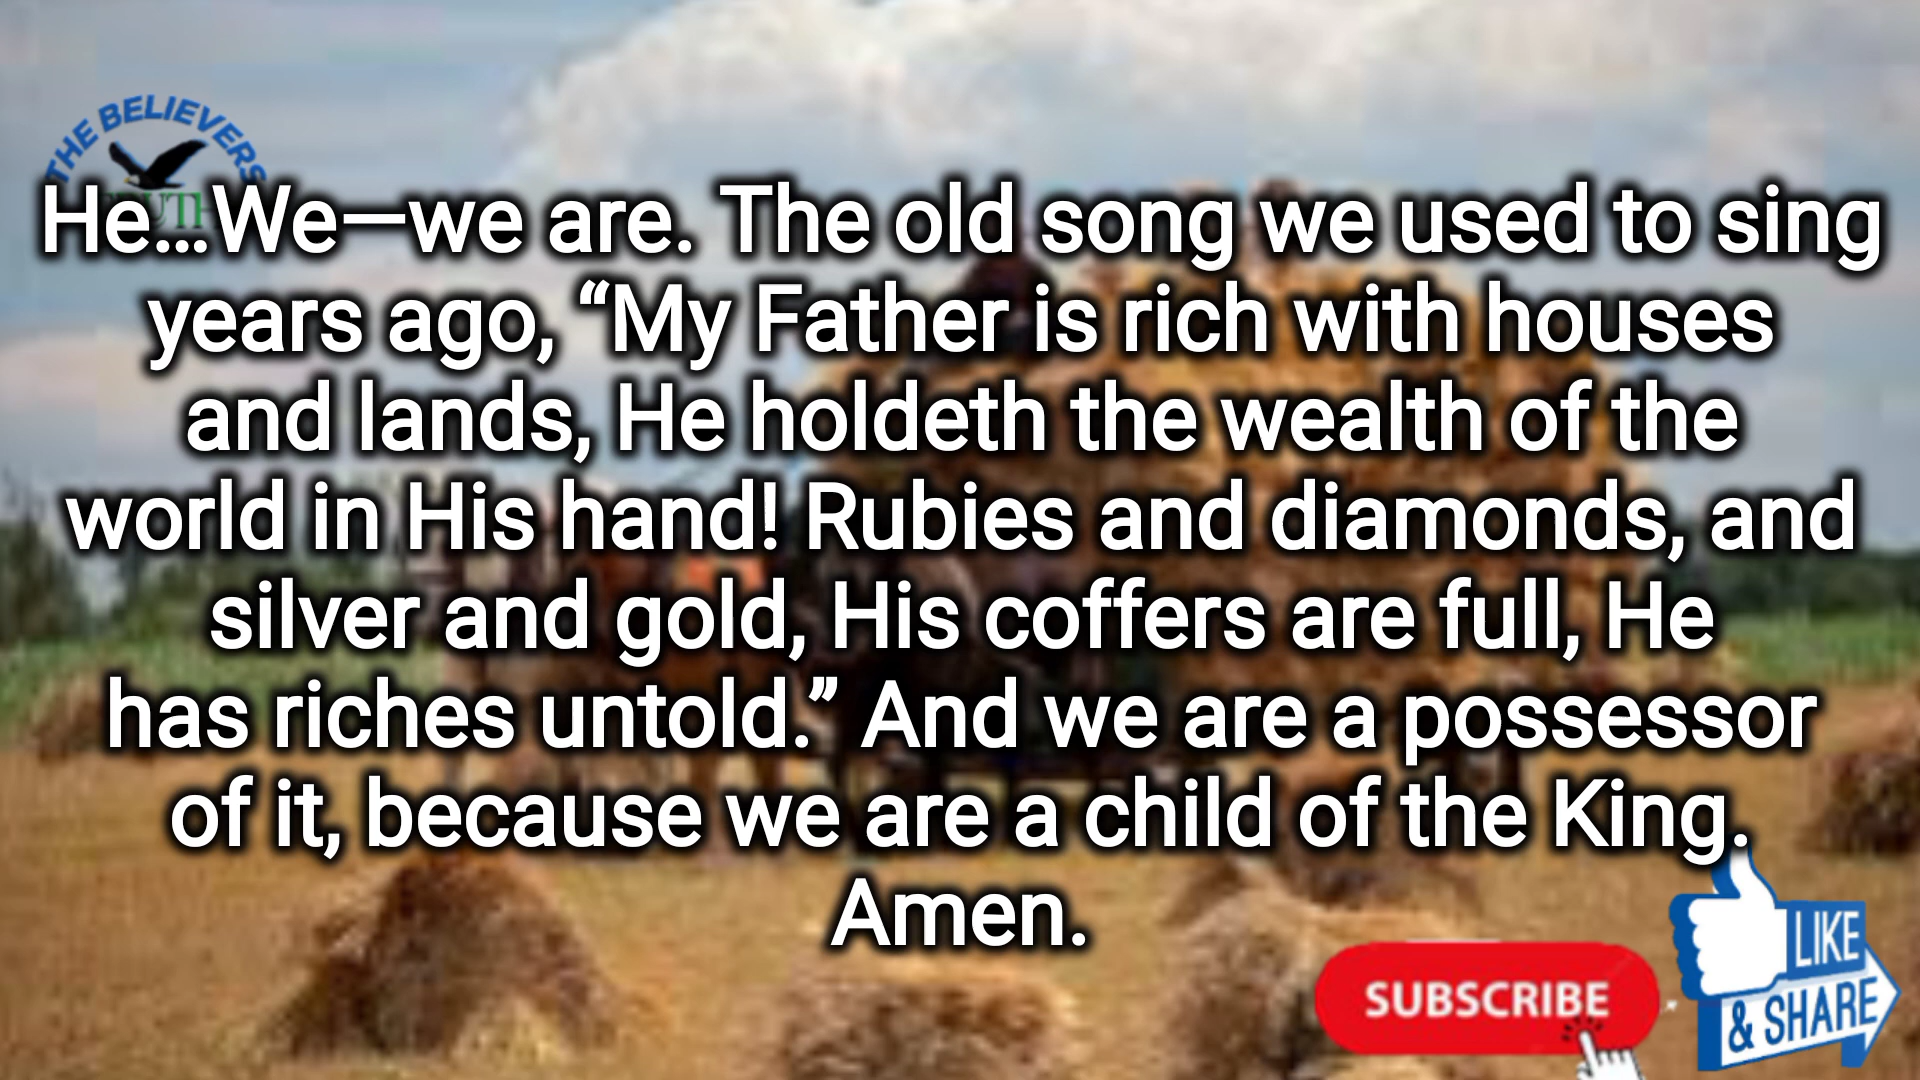 THE BELIEVERS
He...We—we are. The old song we used to sing
years ago, “My Father is rich with houses
and lands, He holdeth the wealth of the
world in His hand! Rubies and diamonds, and
silver and gold, His coffers are full, He
has riches untold.” And we are a possessor
of it, because we are a child of the King.
Amen.
SUBSCRIBE
LIKE
& SHARE